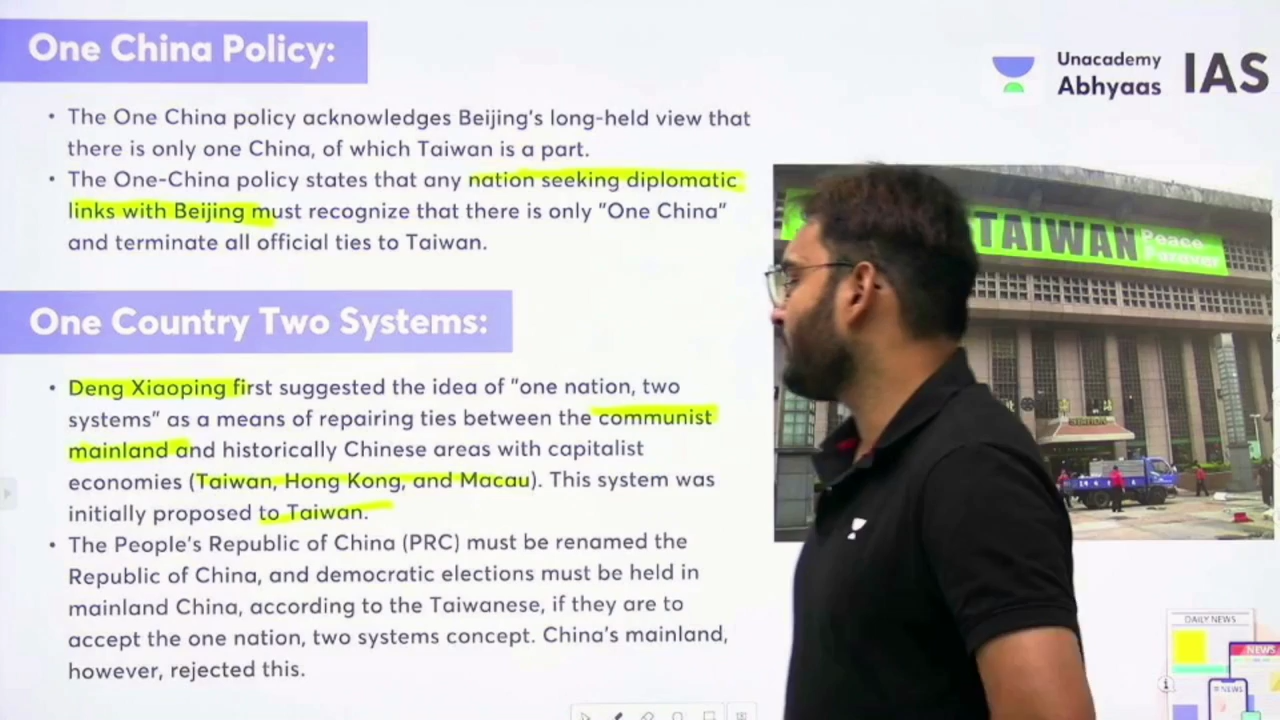 One China Policy:
Unacademy
Abhyaas
IAS
• The One China policy acknowledges Beijing's long-held view that
there is only one China, of which Taiwan is a part.
• The One-China policy states that any nation seeking diplomatic
links with Beijing must recognize that there is only "One China"
and terminate all official ties to Taiwan.
TAIWAN
Peace
Forever
One Country Two Systems:
• Deng Xiaoping first suggested the idea of "one nation, two
systems" as a means of repairing ties between the communist
mainland and historically Chinese areas with capitalist
economies (Taiwan, Hong Kong, and Macau). This system was
initially proposed to Taiwan.
• The People's Republic of China (PRC) must be renamed the
Republic of China, and democratic elections must be held in
mainland China, according to the Taiwanese, if they are to
accept the one nation, two systems concept. China's mainland,
however, rejected this.
DAILY NEWS
NEWS
NEWS